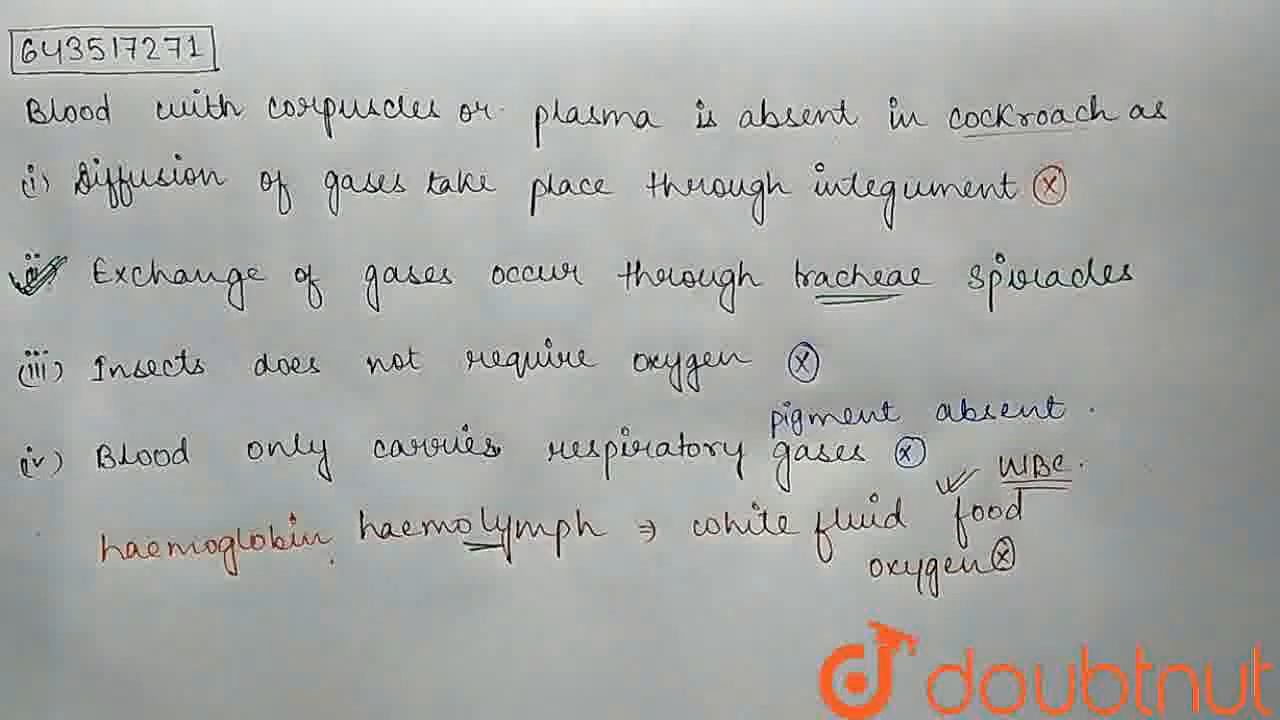 643517271
Blood with corpuscles or plasma is absent in cockroach as
(i) Diffusion of gases take place through integument (x)
(ii) Exchange of gases occur through tracheae spiracles
(iii) Insects does not require oxygen (x)
pigment absent.
(iv) Blood only carries respiratory gases (x)
WBC.
haemoglobin. haemolymph ⇒ white fluid food
oxygen (x)
doubtnut